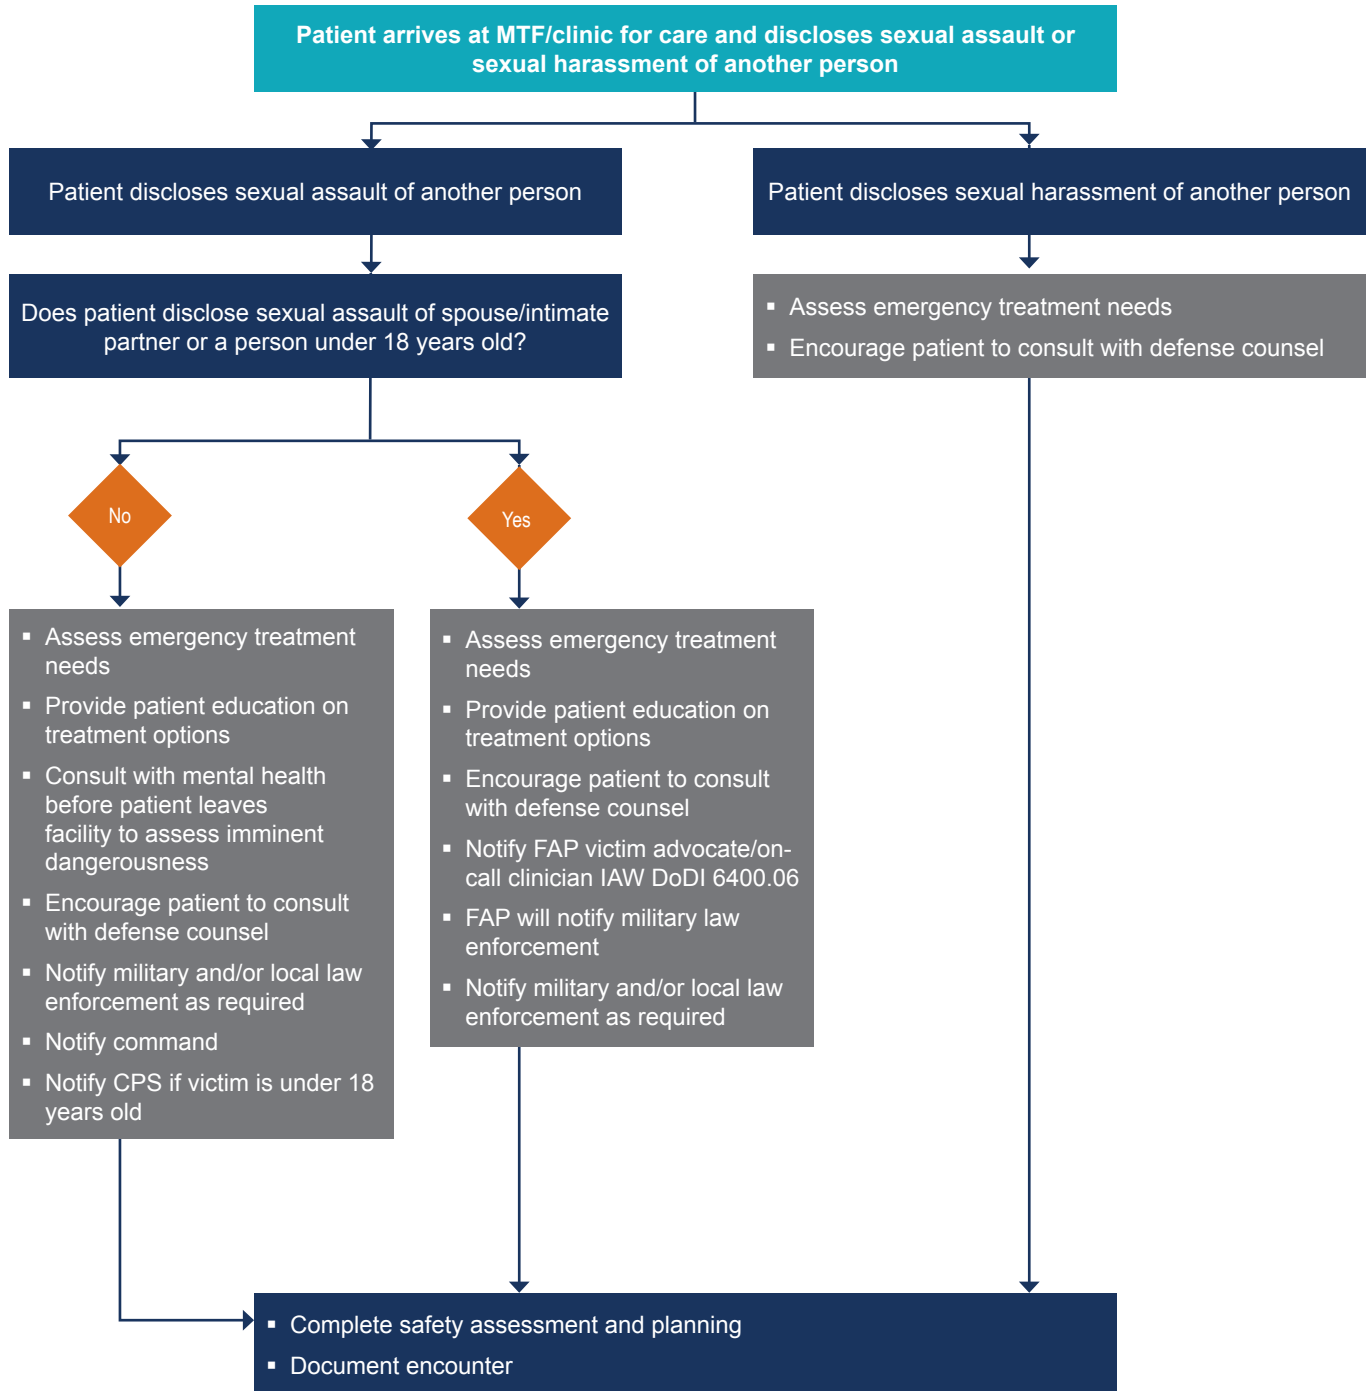 Patient arrives at MTF/clinic for care and discloses sexual assault or
sexual harassment of another person
Patient discloses sexual assault of another person
Patient discloses sexual harassment of another person
Does patient disclose sexual assault of spouse/intimate
partner or a person under 18 years old?
▪ Assess emergency treatment needs
▪ Encourage patient to consult with defense counsel
No
Yes
▪ Assess emergency treatment
needs
▪ Provide patient education on
treatment options
▪ Consult with mental health
before patient leaves
facility to assess imminent
dangerousness
▪ Encourage patient to consult
with defense counsel
▪ Notify military and/or local law
enforcement as required
▪ Notify command
▪ Notify CPS if victim is under 18
years old
▪ Assess emergency treatment
needs
▪ Provide patient education on
treatment options
▪ Encourage patient to consult
with defense counsel
▪ Notify FAP victim advocate/on-
call clinician IAW DoDI 6400.06
▪ FAP will notify military law
enforcement
▪ Notify military and/or local law
enforcement as required
▪ Complete safety assessment and planning
▪ Document encounter